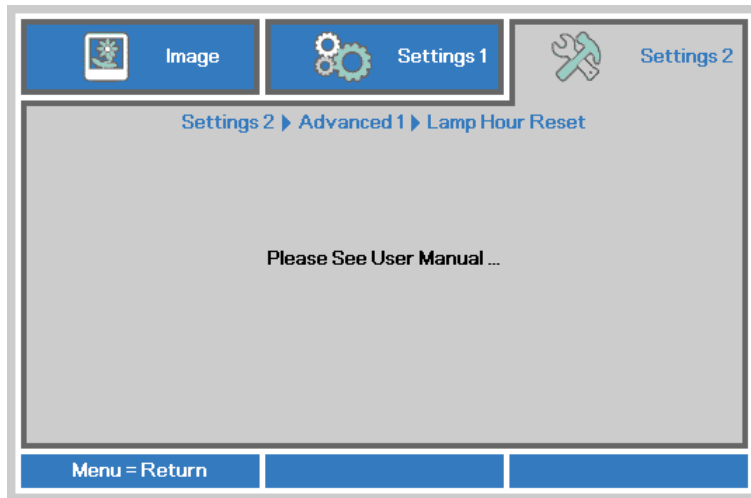 Image
Settings 1
Settings 2
Settings 2 ▶ Advanced 1 ▶ Lamp Hour Reset
Please See User Manual ...
Menu = Return